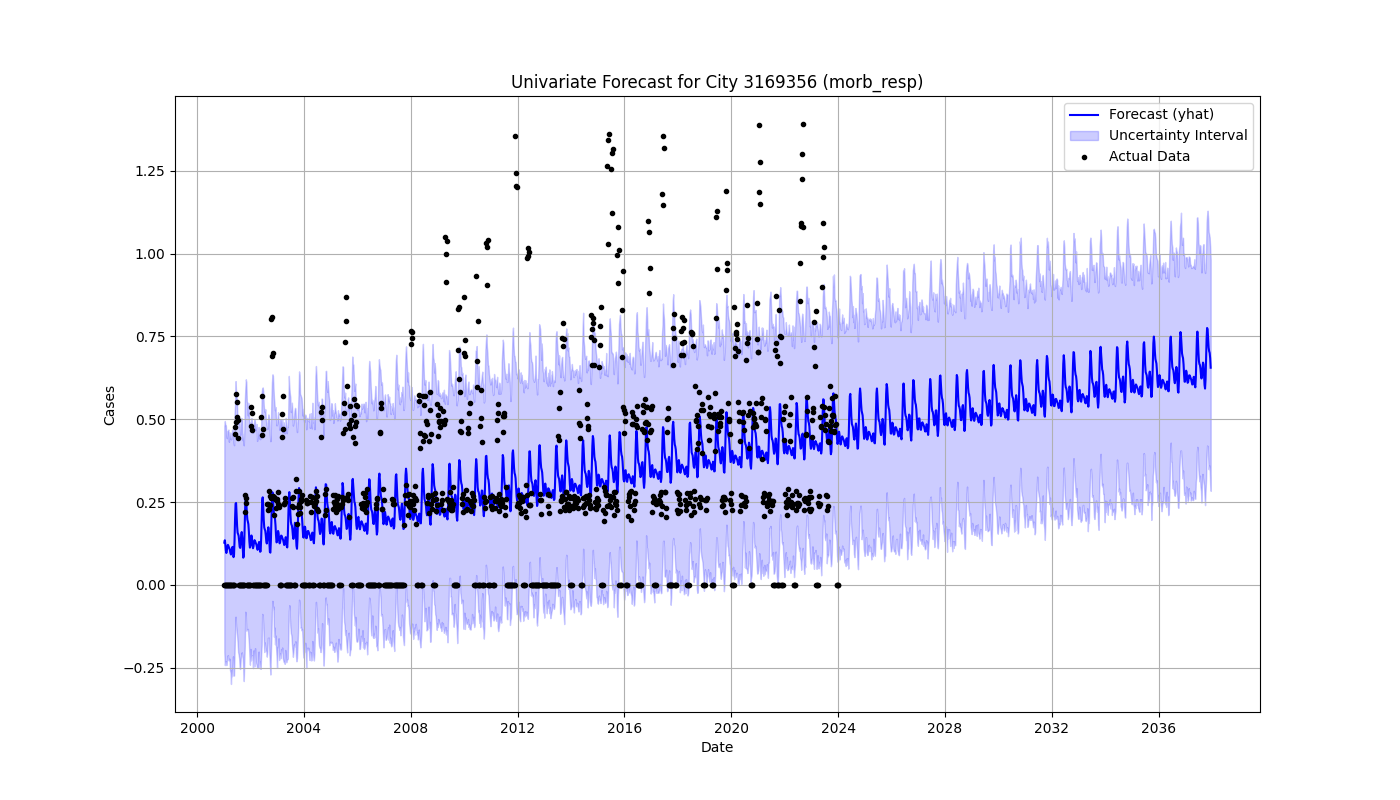 Univariate Forecast for City 3169356 (morb_resp)
Forecast (yhat)
Uncertainty Interval
Actual Data
1.25
1.00
0.75
0.50
0.25
0.00
−0.25
Cases
2000 2004 2008 2012 2016 2020 2024 2028 2032 2036
Date